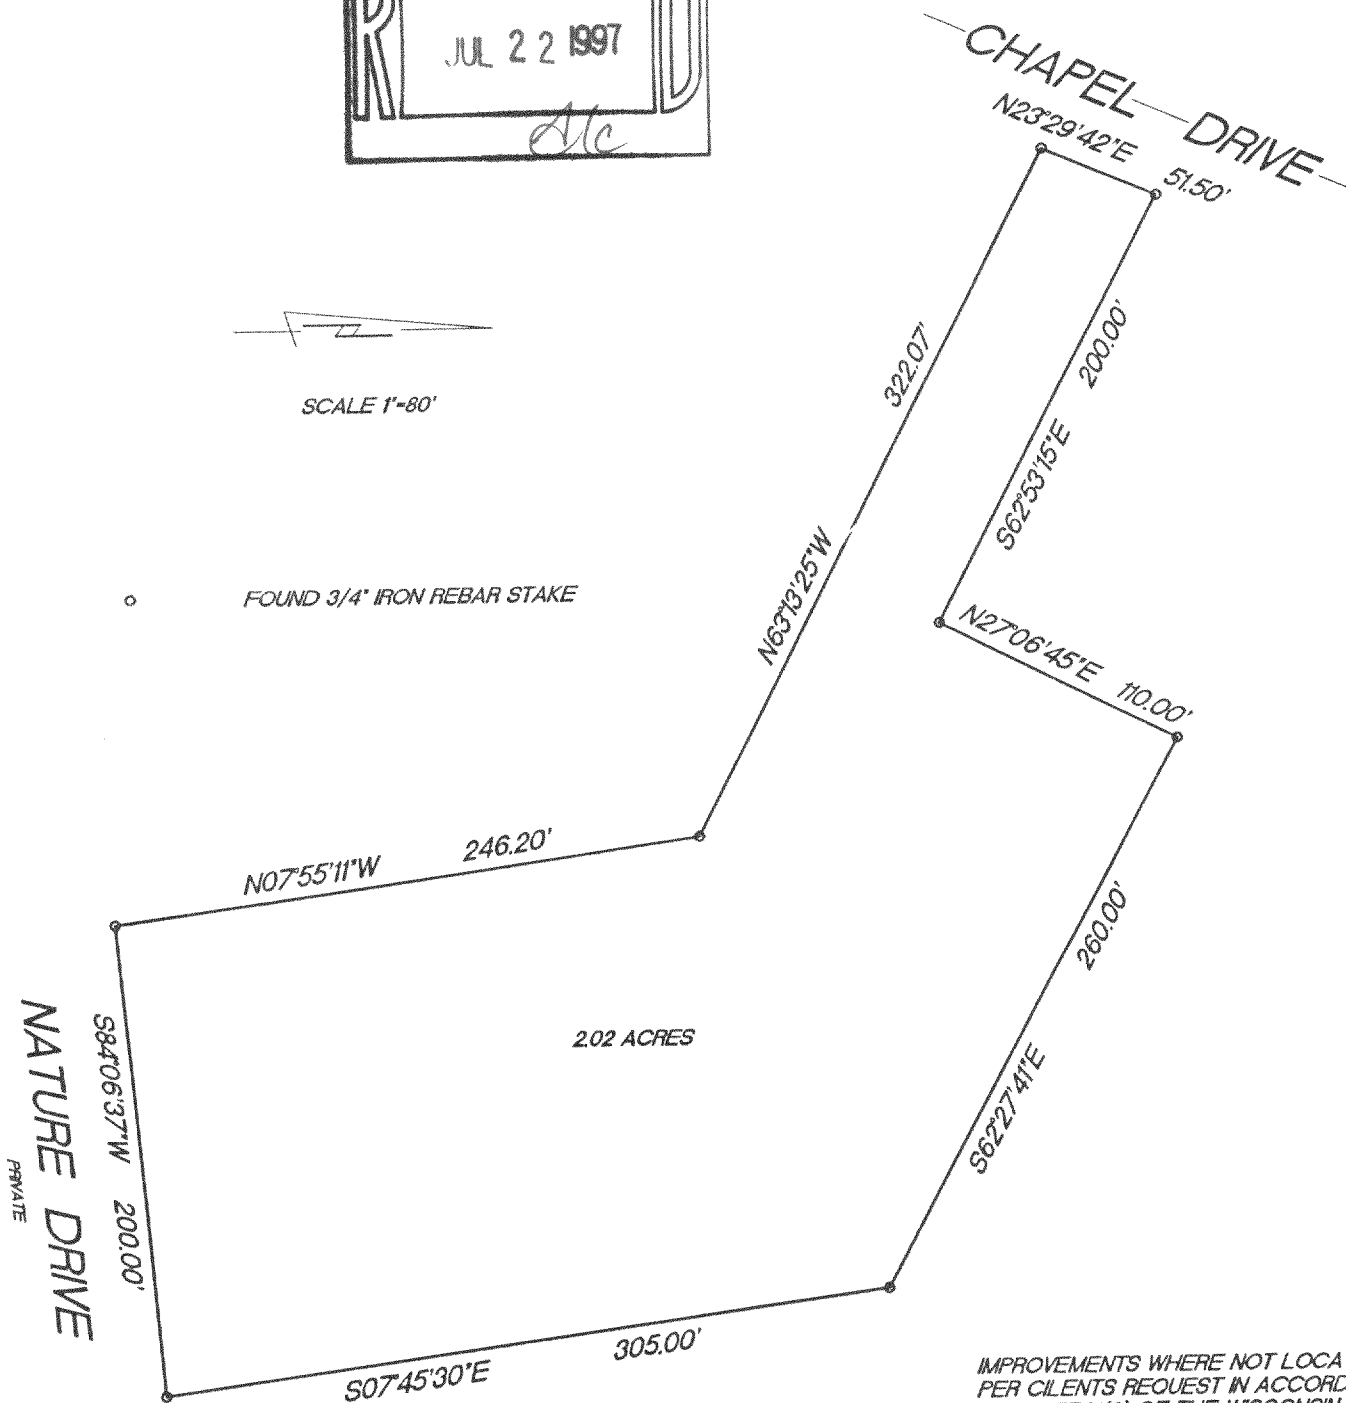 JUL 22 1997
CHAPEL DRIVE
N23°29'42"E 51.50'
322.07'
200.00'
SCALE 1"=80'
S62°53'15"E
N63°13'25"W
FOUND 3/4" IRON REBAR STAKE
N27°06'45"E 110.00'
N07°55'11"W 246.20'
260.00'
S62°27'41"E
2.02 ACRES
S84°06'37"W 200.00'
NATURE DRIVE
PRIVATE
S07°45'30"E 305.00'
IMPROVEMENTS WHERE NOT LOCA
PER CILENTS REQUEST IN ACCORD